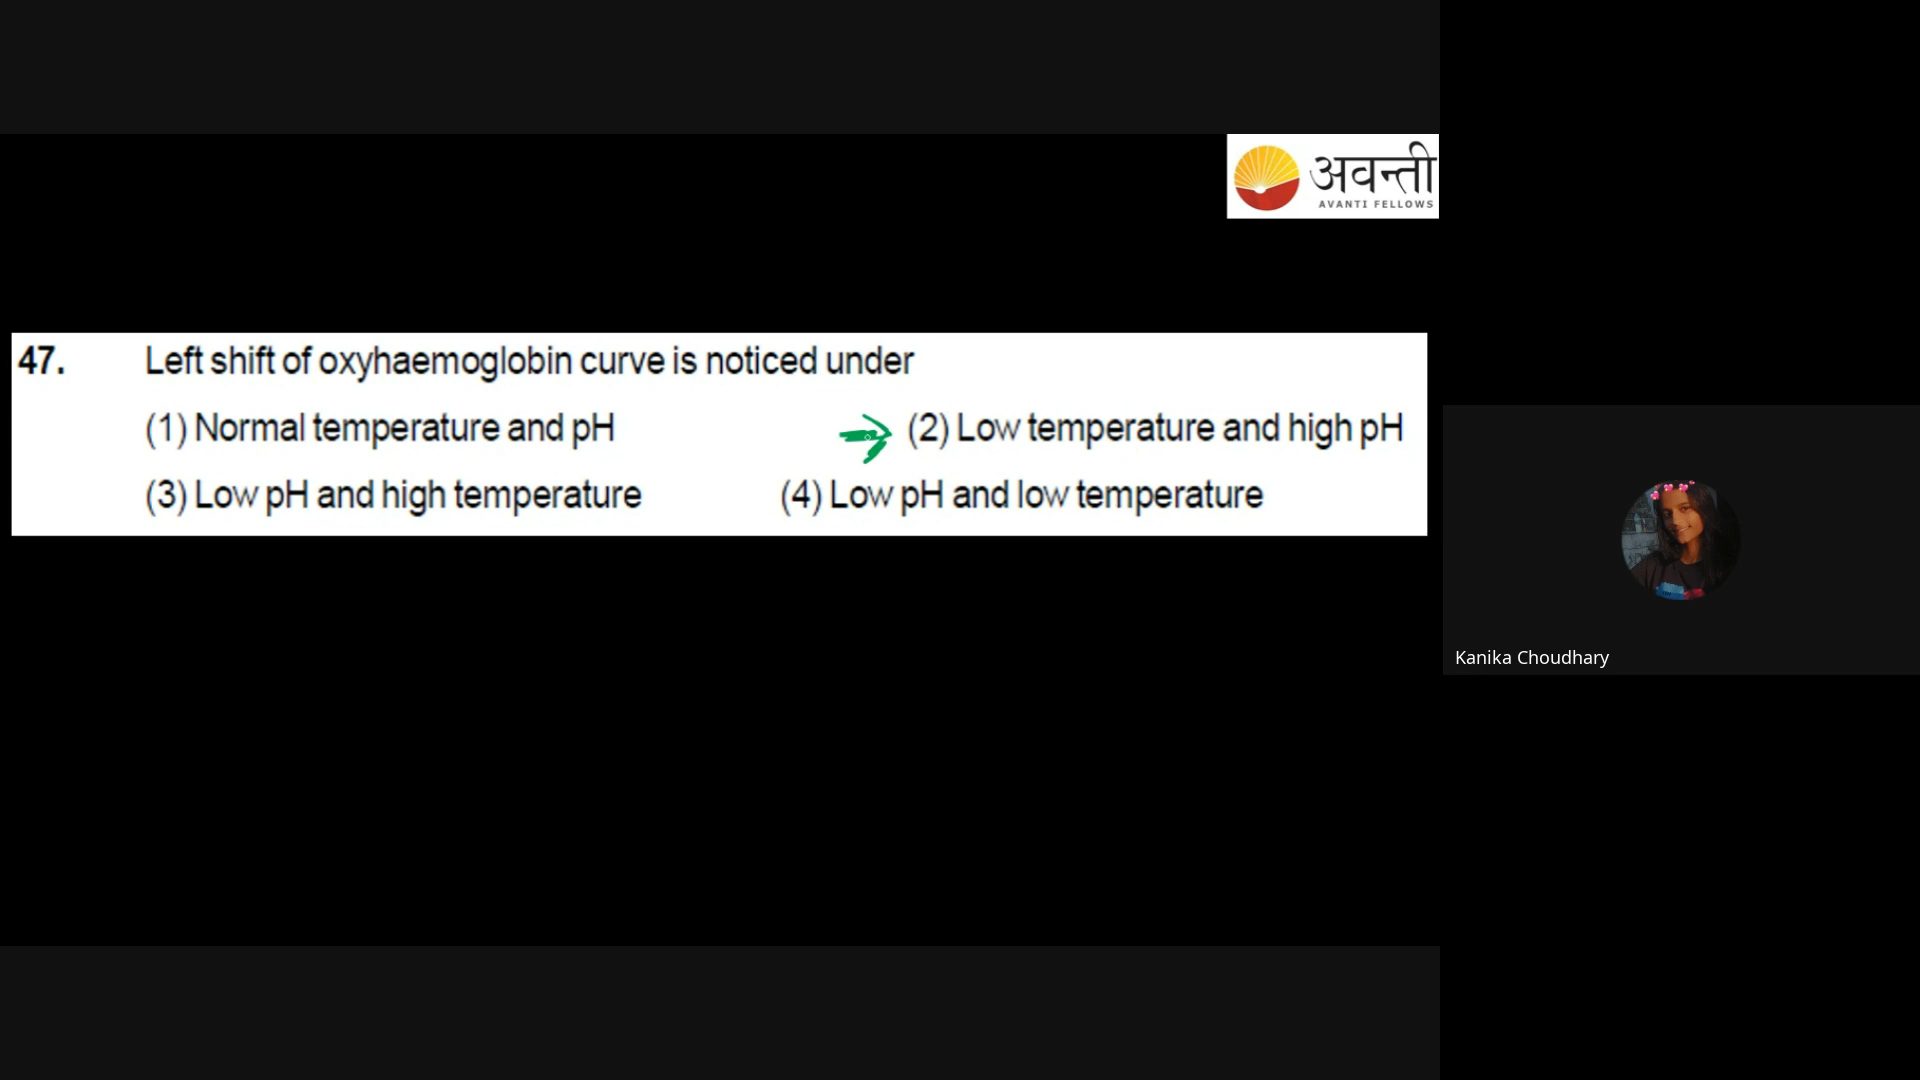 अवन्ती
AVANTI FELLOWS
47. Left shift of oxyhaemoglobin curve is noticed under
(1) Normal temperature and pH (2) Low temperature and high pH
(3) Low pH and high temperature (4) Low pH and low temperature
Kanika Choudhary